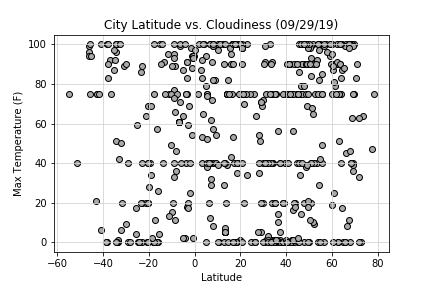 City Latitude vs. Cloudiness (09/29/19)
Max Temperature (F)
100
80
60
40
20
0
−60 −40 −20 0 20 40 60 80
Latitude